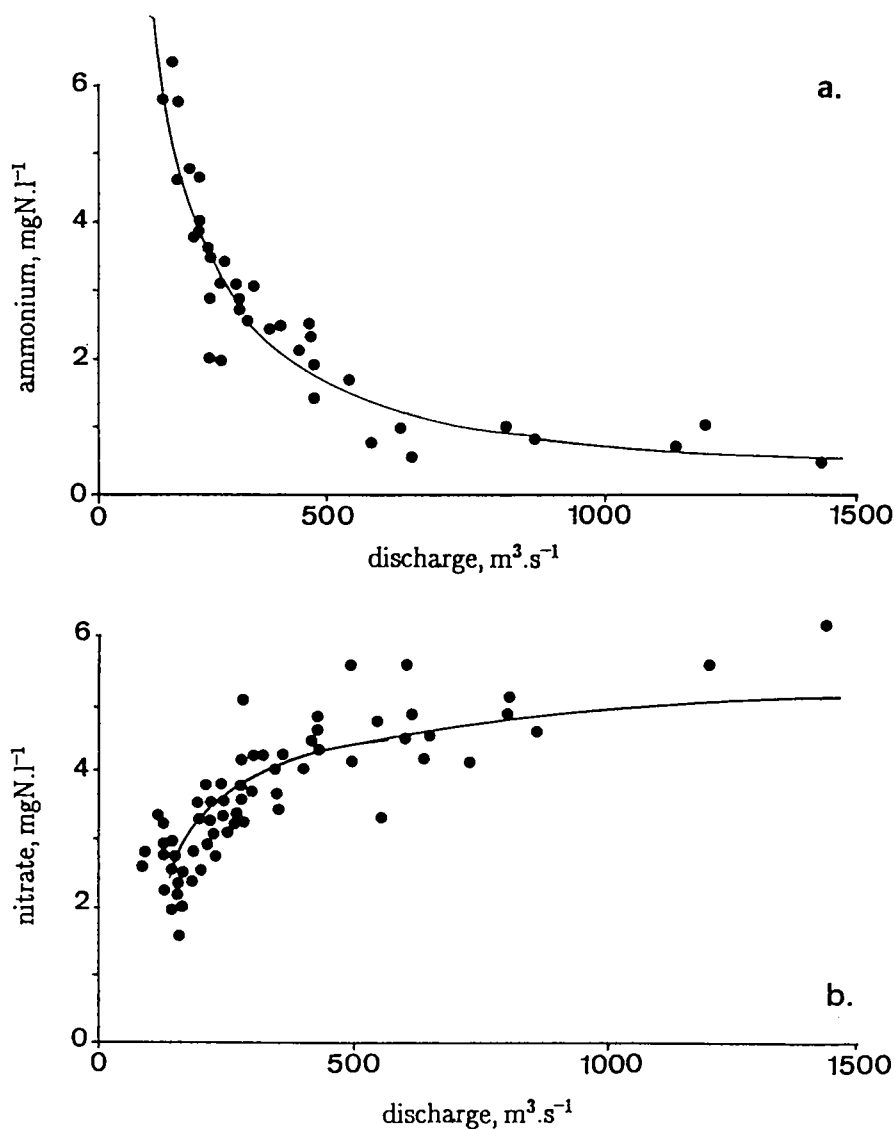 a.
6
4
2
0
ammonium, mgN.l⁻¹
0 500 1000 1500
discharge, m³.s⁻¹
6
4
2
0
nitrate, mgN.l⁻¹
b.
0 500 1000 1500
discharge, m³.s⁻¹